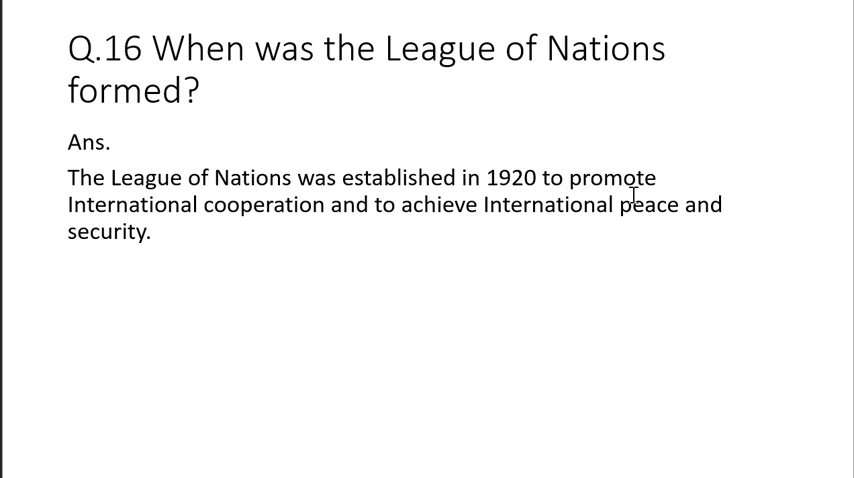 Q.16 When was the League of Nations
formed?
Ans.
The League of Nations was established in 1920 to promote
International cooperation and to achieve International peace and
security.